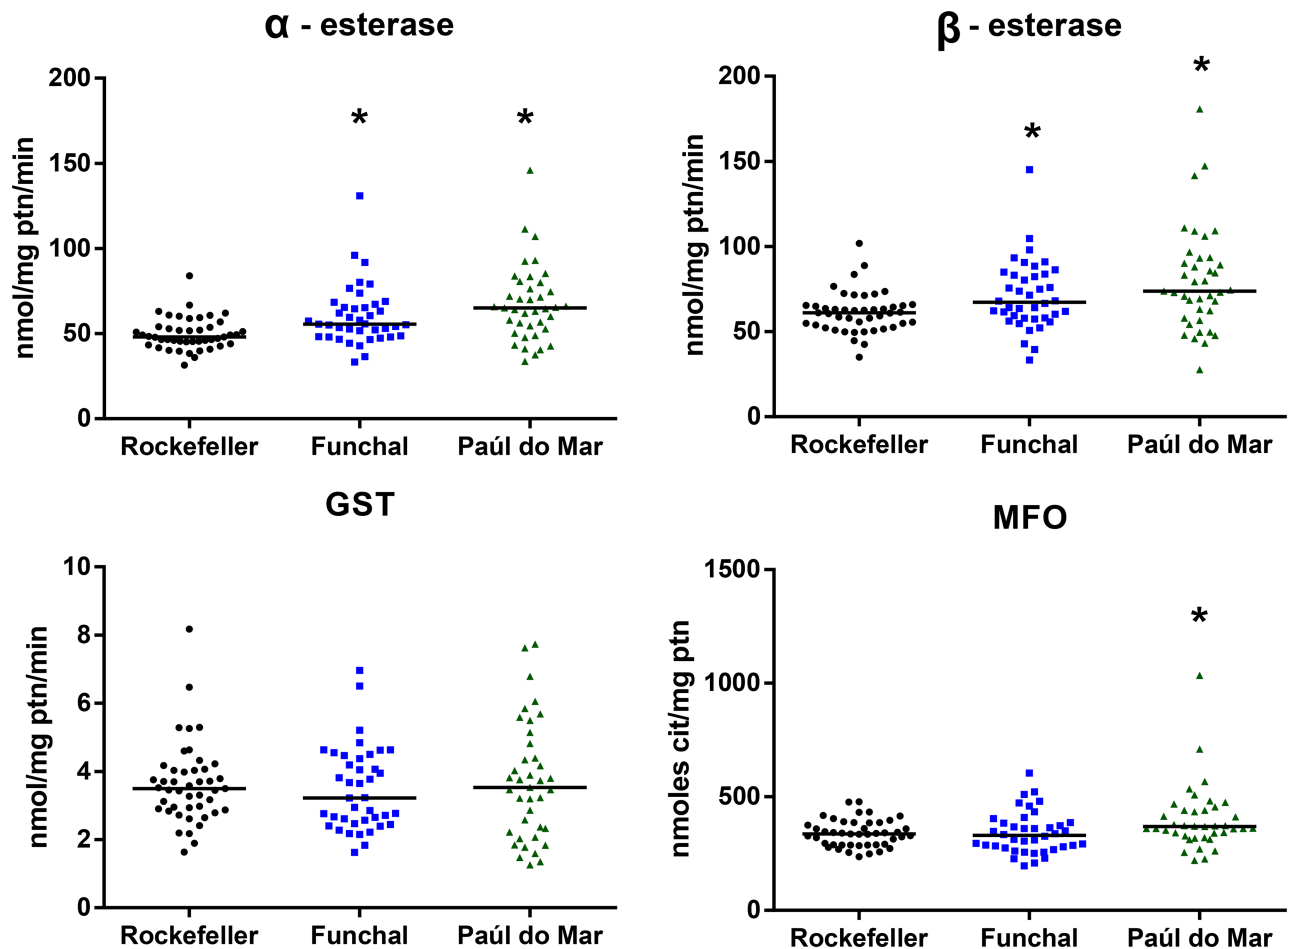 α - esterase
nmol/mg ptn/min
200
150
100
50
0
*
*
Rockefeller
Funchal
Paúl do Mar
β - esterase
nmol/mg ptn/min
200
150
100
50
0
*
*
Rockefeller
Funchal
Paúl do Mar
GST
nmol/mg ptn/min
10
8
6
4
2
0
Rockefeller
Funchal
Paúl do Mar
MFO
nmoles cit/mg ptn
1500
1000
500
0
*
Rockefeller
Funchal
Paúl do Mar